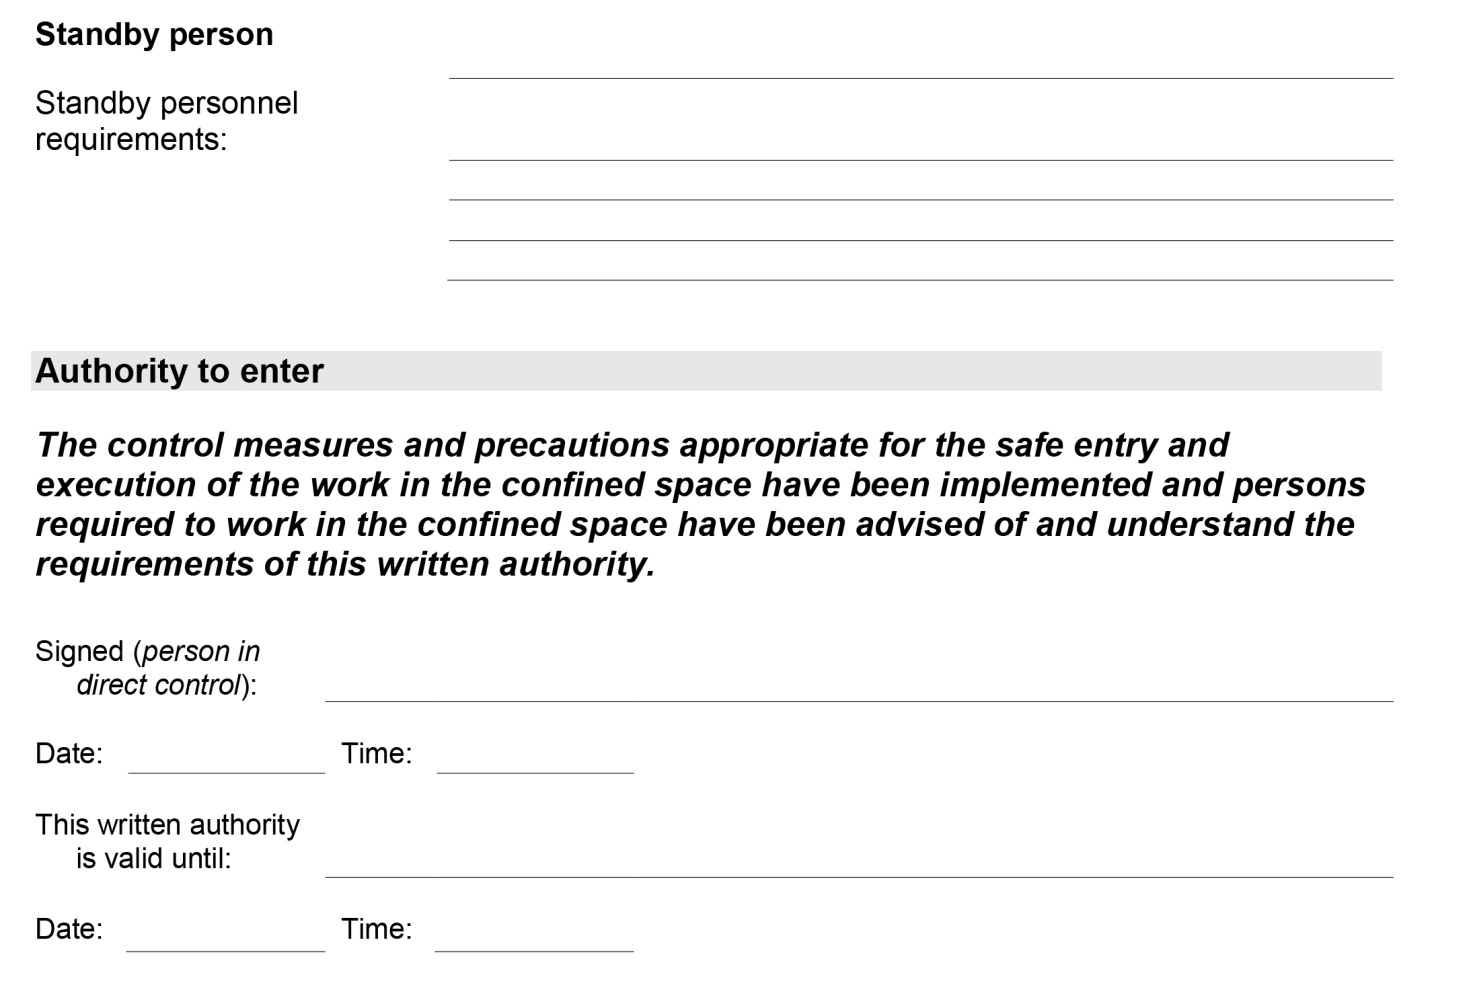 Standby person
Standby personnel
requirements:
Authority to enter
The control measures and precautions appropriate for the safe entry and
execution of the work in the confined space have been implemented and persons
required to work in the confined space have been advised of and understand the
requirements of this written authority.
Signed (person in
direct control):
Date: Time:
This written authority
is valid until:
Date: Time: